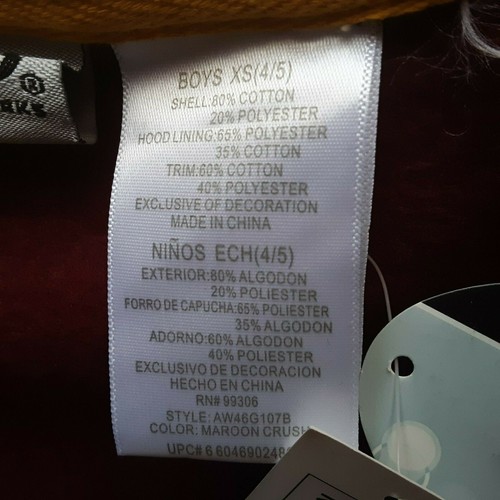 ®
BOYS XS(4/5)
SHELL:80% COTTON
20% POLYESTER
HOOD LINING:65% POLYESTER
35% COTTON
TRIM:60% COTTON
40% POLYESTER
EXCLUSIVE OF DECORATION
MADE IN CHINA
NIÑOS ECH(4/5)
EXTERIOR:80% ALGODON
20% POLIESTER
FORRO DE CAPUCHA:65% POLIESTER
35% ALGODON
ADORNO:60% ALGODON
40% POLIESTER
EXCLUSIVO DE DECORACION
HECHO EN CHINA
RN# 99306
STYLE: AW46G107B
COLOR: MAROON CRUSH
UPC# 6 604690248